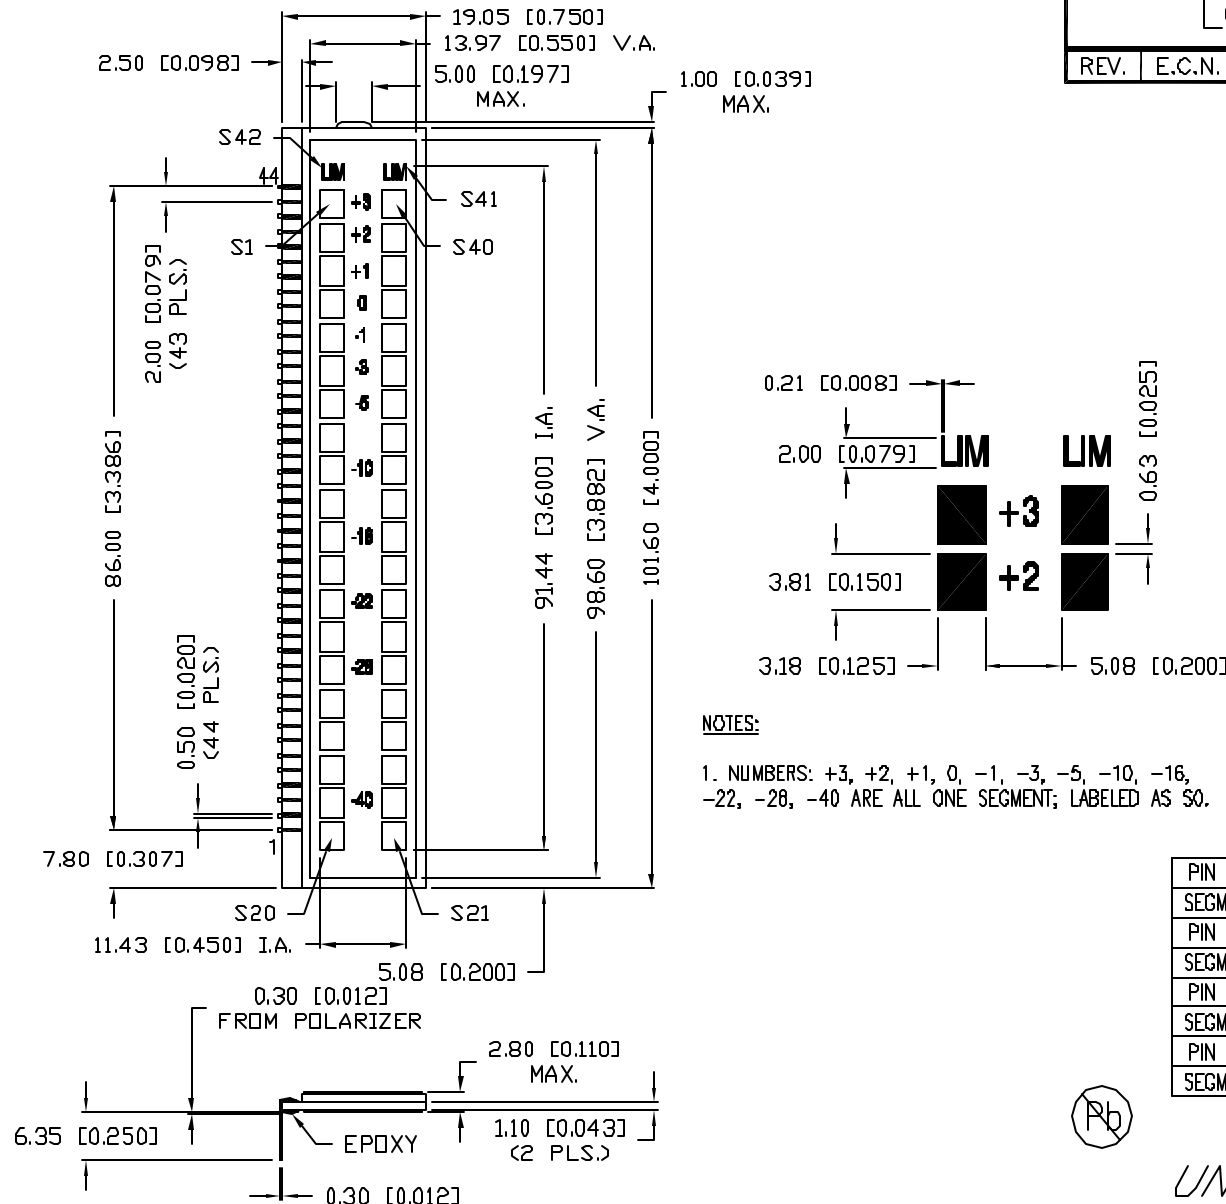 19.05 [0.750]
13.97 [0.550] V.A.
2.50 [0.098]
5.00 [0.197]
MAX.
1.00 [0.039]
MAX.
REV. E.C.N.
S42
44
LIM LIM
S41
+3
S1
S40
+2
+1
0
-1
-3
-5
-10
-16
-22
-28
-40
2.00 [0.079]
(43 PLS.)
86.00 [3.386]
0.50 [0.020]
(44 PLS.)
91.44 [3.600] I.A.
98.60 [3.882] V.A.
101.60 [4.000]
1
7.80 [0.307]
S20
S21
11.43 [0.450] I.A.
5.08 [0.200]
0.21 [0.008]
2.00 [0.079]
LIM LIM
0.63 [0.025]
+3
+2
3.81 [0.150]
3.18 [0.125]
5.08 [0.200]
NOTES:
1. NUMBERS: +3, +2, +1, 0, -1, -3, -5, -10, -16,
-22, -28, -40 ARE ALL ONE SEGMENT; LABELED AS SO.
PIN
SEGM
PIN
SEGM
PIN
SEGM
PIN
SEGM
0.30 [0.012]
FROM POLARIZER
2.80 [0.110]
MAX.
6.35 [0.250]
EPOXY
1.10 [0.043]
(2 PLS.)
0.30 [0.012]
Pb
UN